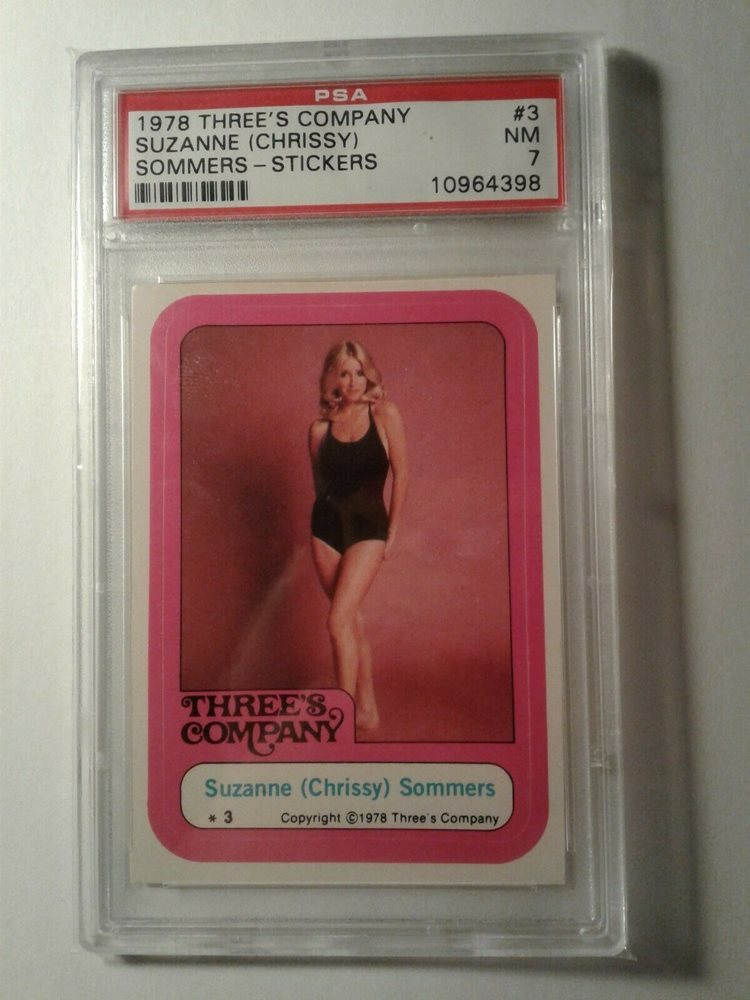 PSA
1978 THREE'S COMPANY #3
SUZANNE (CHRISSY) NM
SOMMERS – STICKERS 7
10964398
THREE'S
COMPANY
Suzanne (Chrissy) Sommers
* 3 Copyright ©1978 Three's Company